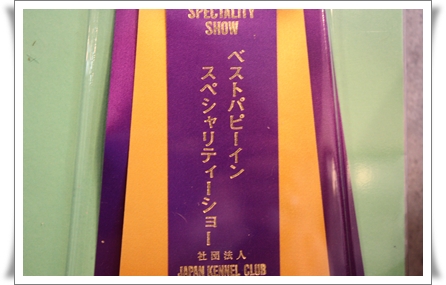 SPECIALITY
SHOW
ベストパピーイン
スペシャリティーショー
社団法人
JAPAN KENNEL CLUB